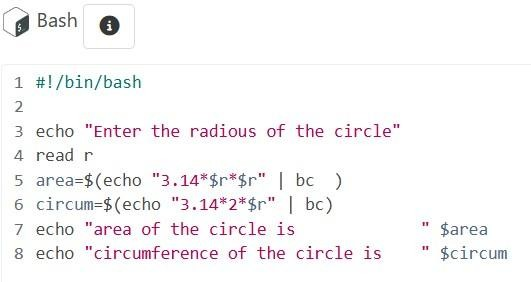 Bash
1 #!/bin/bash
2
3 echo "Enter the radious of the circle"
4 read r
5 area=$(echo "3.14*$r*$r" | bc  )
6 circum=$(echo "3.14*2*$r" | bc)
7 echo "area of the circle is              " $area
8 echo "circumference of the circle is    " $circum